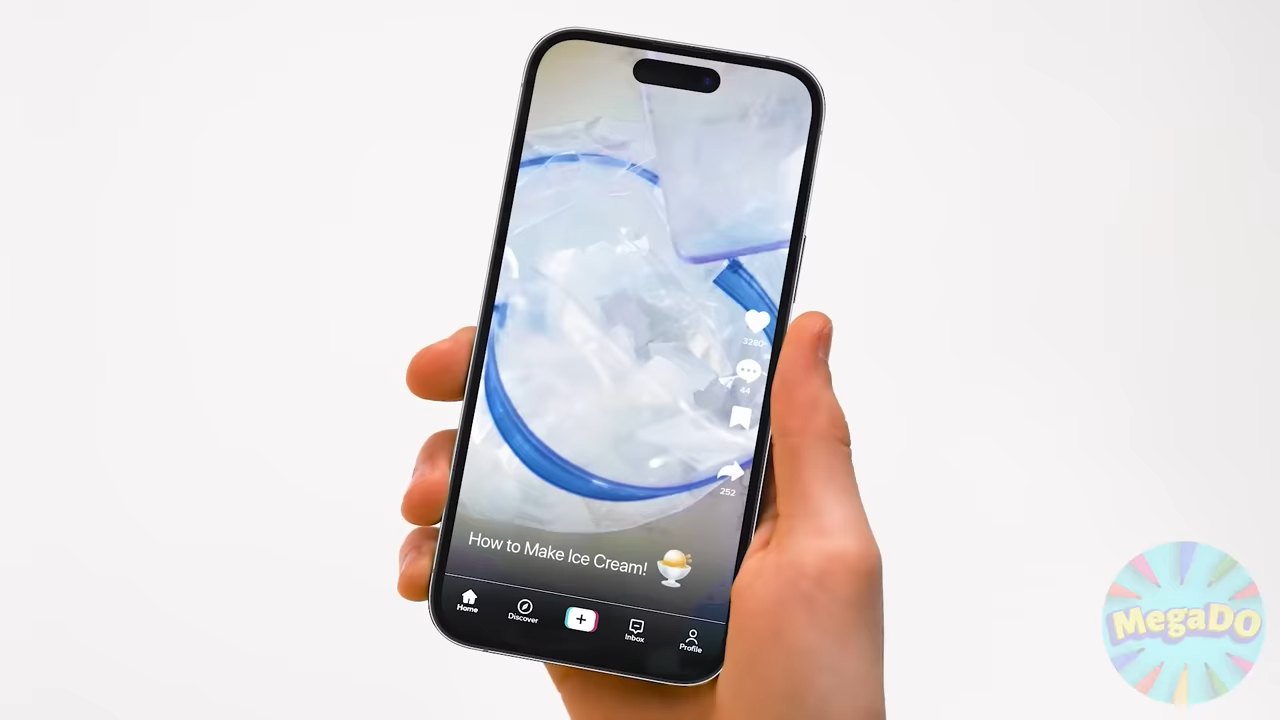 3280
44
252
How to Make Ice Cream!
Home
Discover
Inbox
Profile
MegaDO